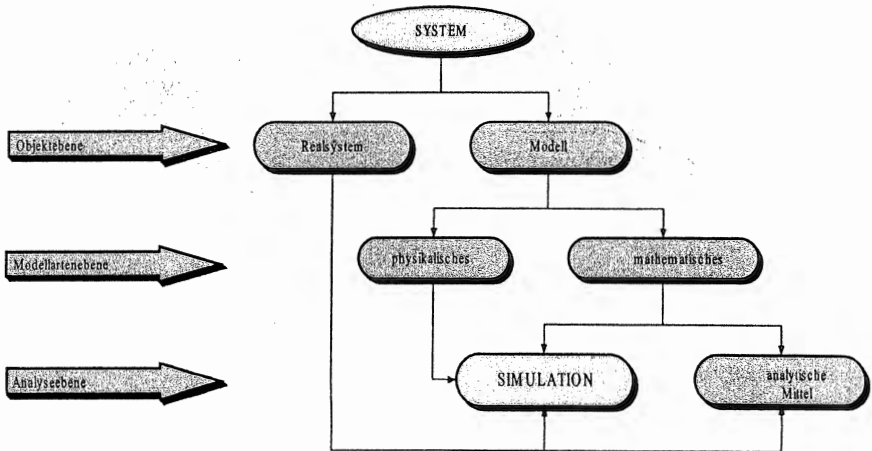 SYSTEM
Objektebene
Realsystem
Modell
Modellartenebene
physikalisches
mathematisches
Analyseebene
SIMULATION
analytische
Mittel